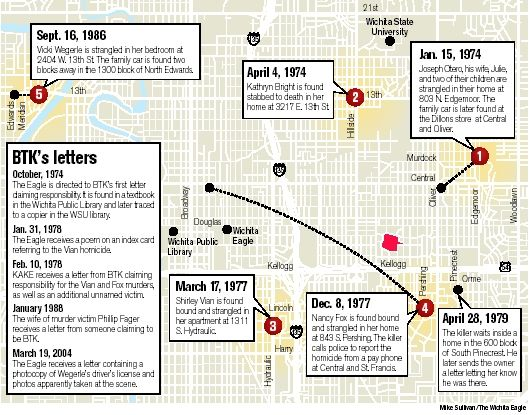 21st
Wichita State
University
Sept. 16, 1986
Vicki Wegerle is strangled in her bedroom at
2404 W. 13th St. The family car is found two
blocks away in the 1300 block of North Edwards.
5
13th
Edwards
Meridian
135
April 4, 1974
Kathryn Bright is found
stabbed to death in her
home at 3217 E. 13th St.
2
13th
Hillside
Jan. 15, 1974
Joseph Otero, his wife, Julie,
and two of their children are
strangled in their home at
803 N. Edgemoor. The
family car is later found at
the Dillons store at Central
and Oliver.
1
Murdock
Central
Oliver
Edgemoor
Woodlawn
BTK's letters
October, 1974
The Eagle is directed to BTK's first letter
claiming responsibility. It is found in a textbook
in the Wichita Public Library and later traced
to a copier in the WSU library.
Jan. 31, 1978
The Eagle receives a poem on an index card
referring to the Vian homicide.
Feb. 10, 1978
KAKE receives a letter from BTK claiming
responsibility for the Vian and Fox murders,
as well as an additional unnamed victim.
January 1988
The wife of murder victim Phillip Fager
receives a letter from someone claiming to
be BTK.
March 19, 2004
The Eagle receives a letter containing a
photocopy of Wegerle's driver's license and
photos apparently taken at the scene.
135
Broadway
Douglas
Wichita
Eagle
Wichita Public
Library
Kellogg
Kellogg
54
March 17, 1977
Shirley Vian is found
bound and strangled in
her apartment at 1311
S. Hydraulic.
Lincoln
3
135
Harry
Hydraulic
Dec. 8, 1977
Nancy Fox is found bound
and strangled in her home
at 843 S. Pershing. The killer
calls police to report the
homicide from a pay phone
at Central and St. Francis.
Pershing
4
Pinecrest
Orme
April 28, 1979
The killer waits inside a
home in the 600 block
of South Pinecrest. He
later sends the owner
a letter letting her know
he was there.
Mike Sullivan/The Wichita Eagle